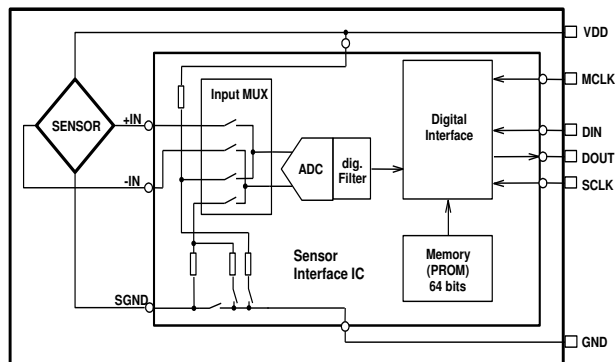 VDD
MCLK
Input MUX
+IN
SENSOR
Digital
Interface
DIN
ADC
dig.
Filter
DOUT
-IN
SCLK
Sensor
Interface IC
Memory
(PROM)
64 bits
SGND
GND